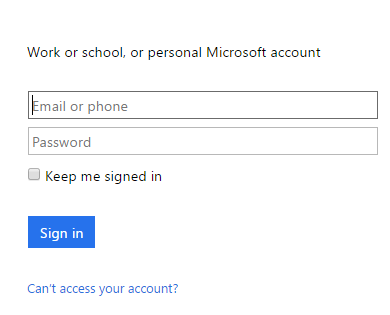 Work or school, or personal Microsoft account
Email or phone
Password
Keep me signed in
Sign in
Can't access your account?